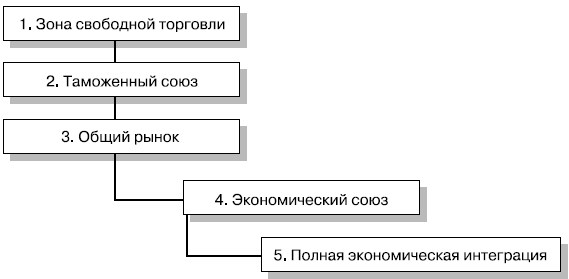 1. Зона свободной торговли
2. Таможенный союз
3. Общий рынок
4. Экономический союз
5. Полная экономическая интеграция